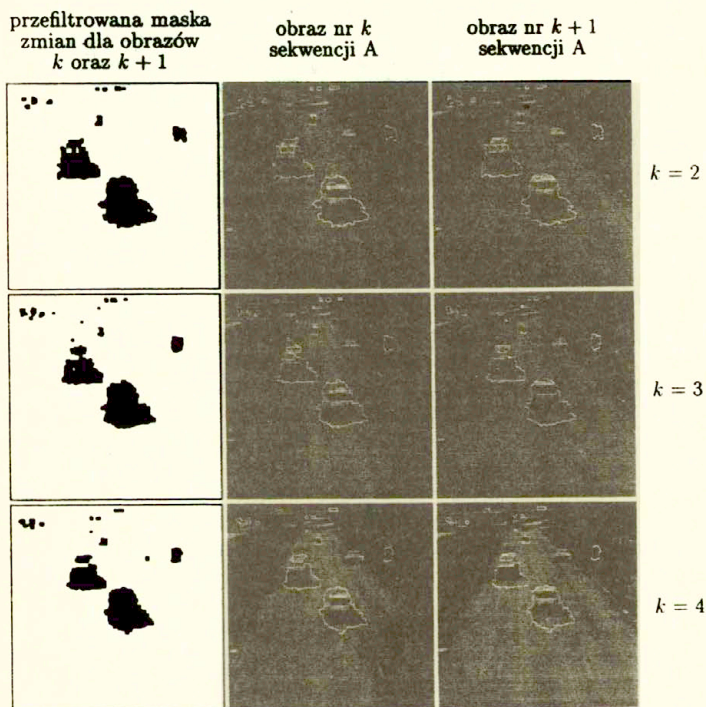 przefiltrowana maska
zmian dla obrazów
k oraz k + 1
obraz nr k
sekwencji A
obraz nr k + 1
sekwencji A
k = 2
k = 3
k = 4